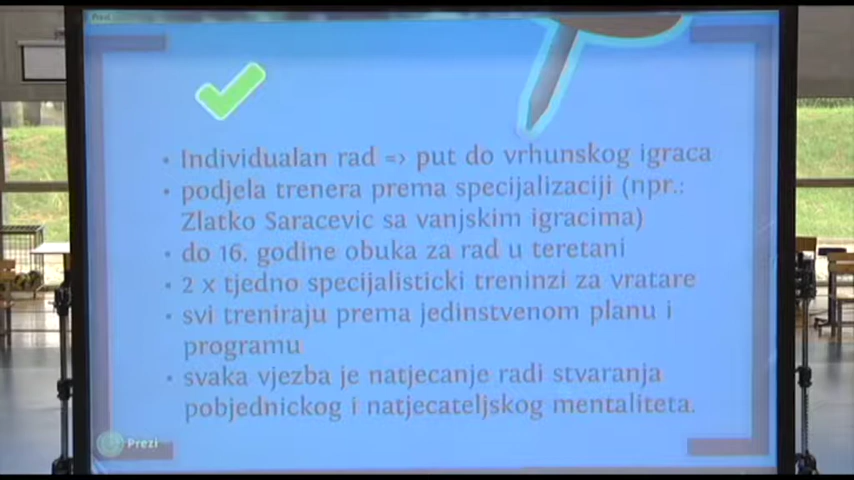 Prezi
• Individualan rad => put do vrhunskog igraca
• podjela trenera prema specijalizaciji (npr.:
Zlatko Saracevic sa vanjskim igracima)
• do 16. godine obuka za rad u teretani
• 2 x tjedno specijalisticki treninzi za vratare
• svi treniraju prema jedinstvenom planu i
programu
• svaka vjezba je natjecanje radi stvaranja
pobjednickog i natjecateljskog mentaliteta.
Prezi